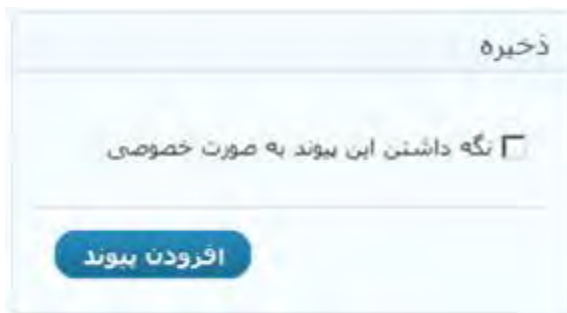 ذخیره
نگه داشتن این پیوند به صورت خصوصی
افزودن پیوند